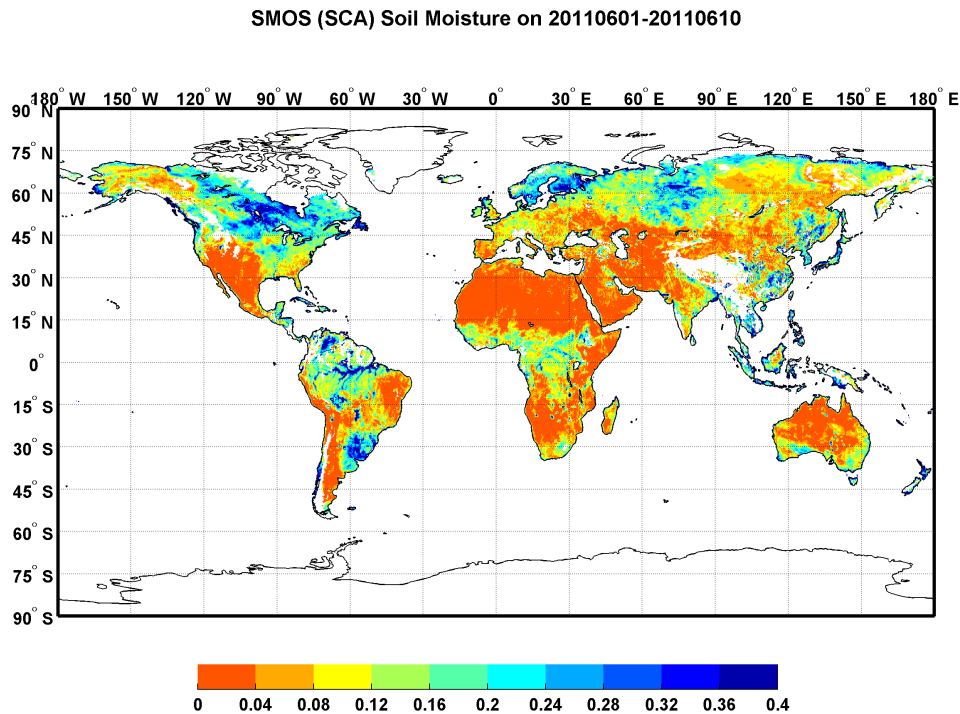 SMOS (SCA) Soil Moisture on 20110601-20110610
180° W 150° W 120° W 90° W 60° W 30° W 0° 30° E 60° E 90° E 120° E 150° E 180° E
90° N
75° N
60° N
45° N
30° N
15° N
0°
15° S
30° S
45° S
60° S
75° S
90° S
0 0.04 0.08 0.12 0.16 0.2 0.24 0.28 0.32 0.36 0.4